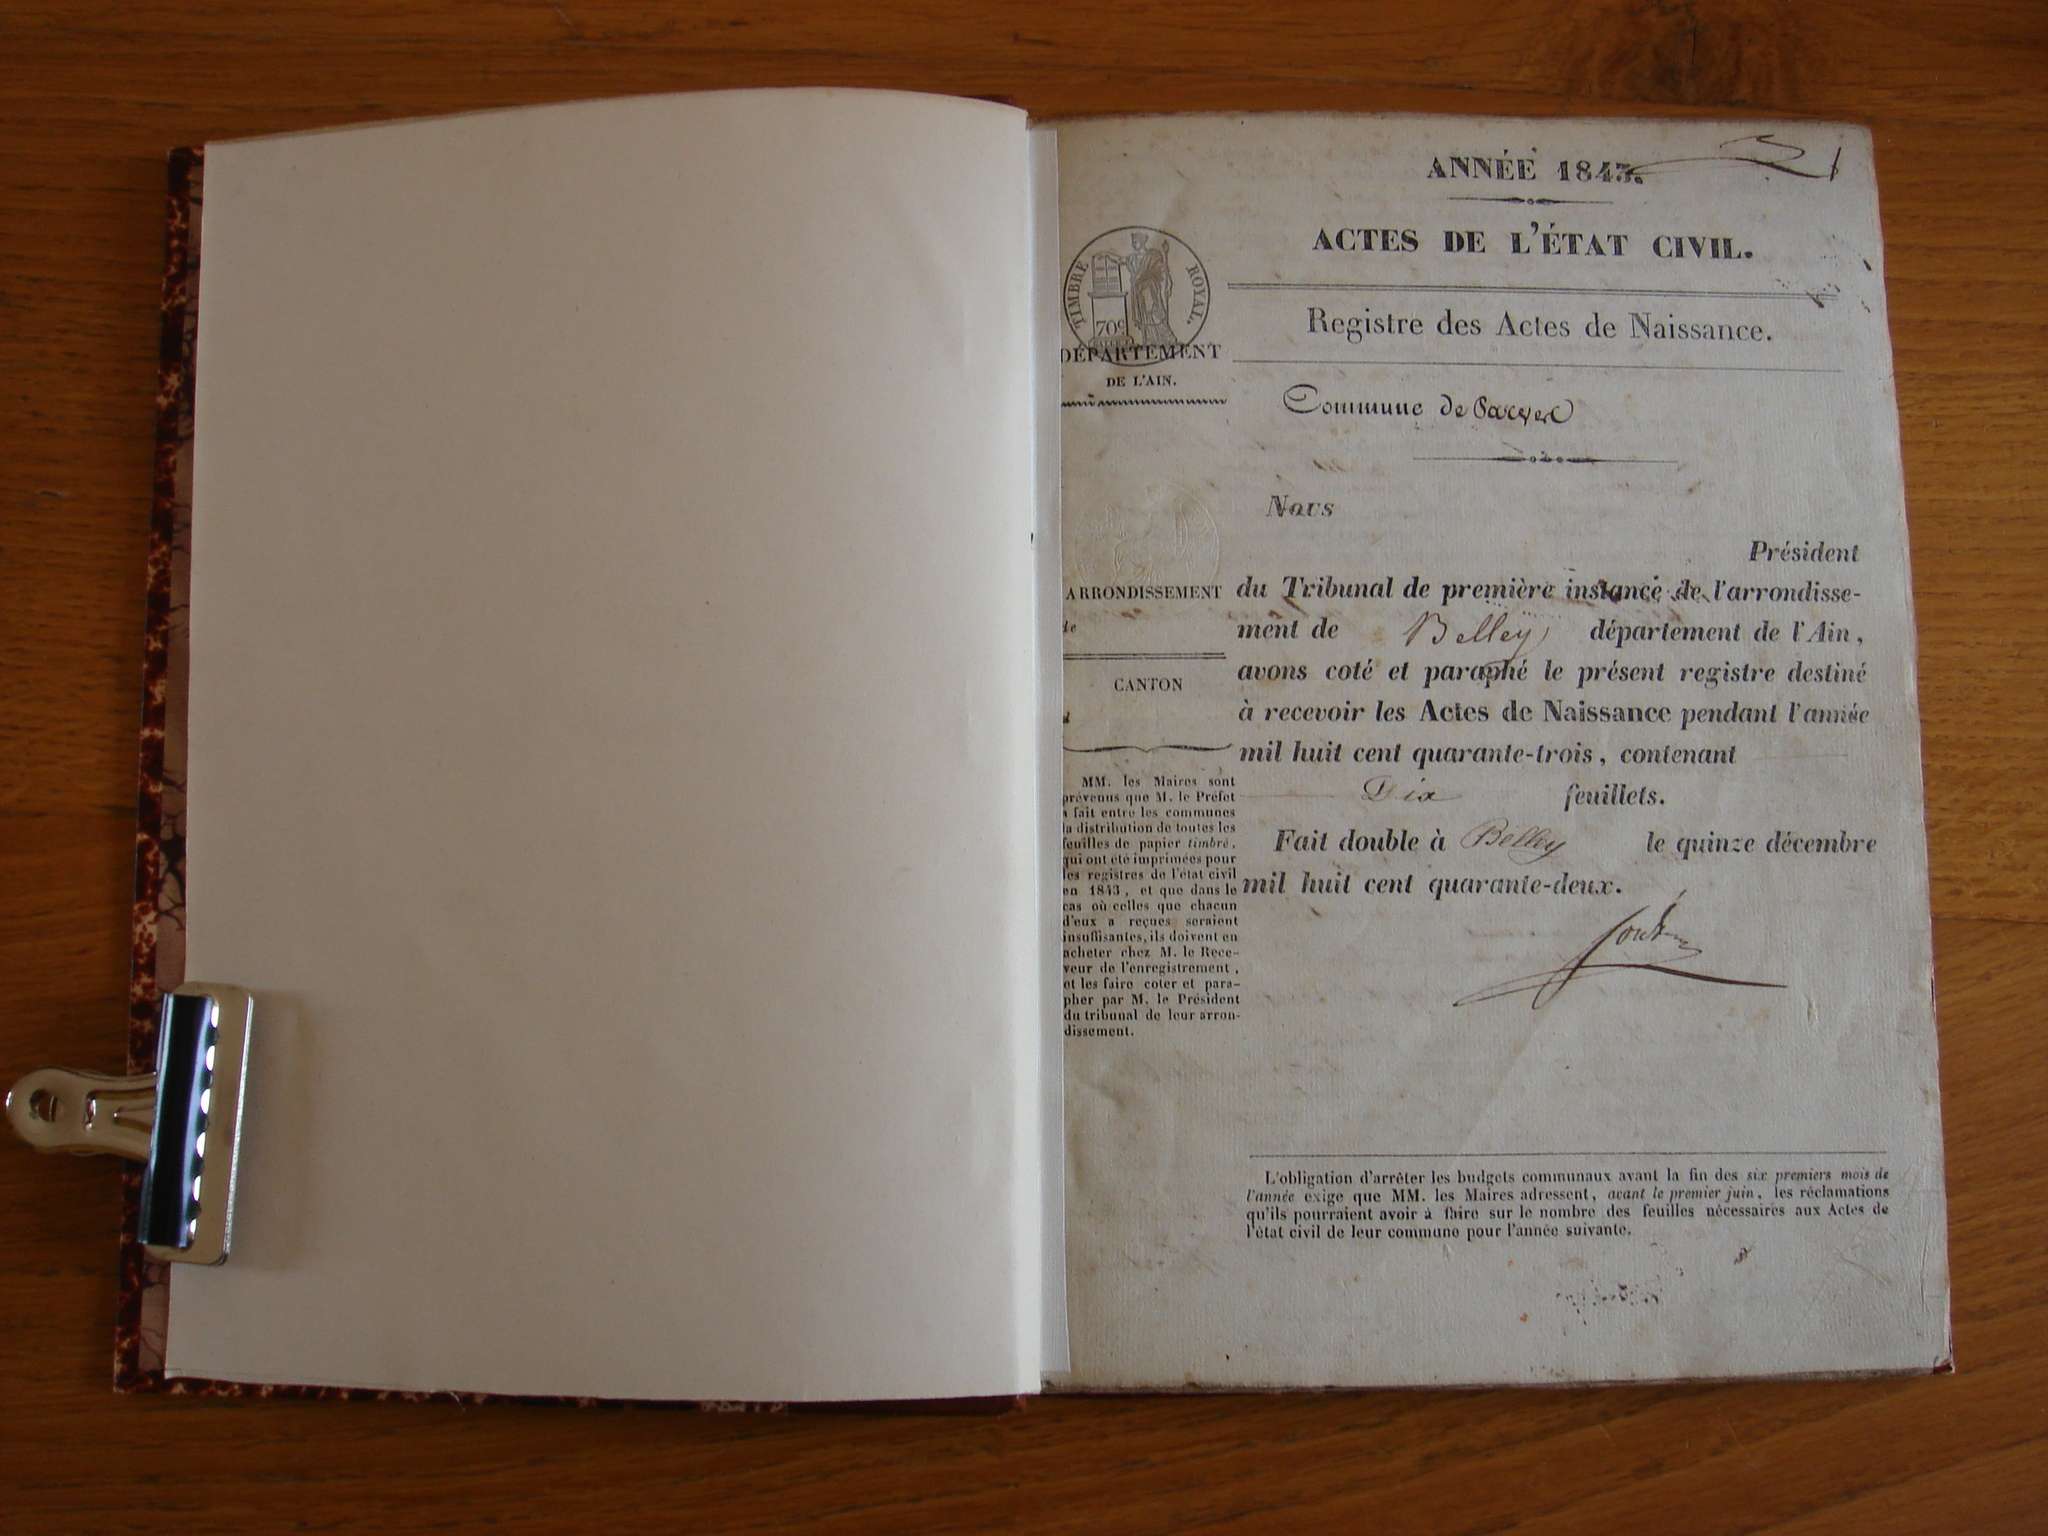 ANNÉE 1843.
1
ACTES DE L'ÉTAT CIVIL.
Registre des Actes de Naissance.
TIMBRE ROYAL.
70c
DÉPARTEMENT
DE L'AIN.
Commune de
Nous
Président
du Tribunal de première instance de l'arrondisse-
ment de Belley département de l'Ain,
avons coté et paraphé le présent registre destiné
à recevoir les Actes de Naissance pendant l'année
mil huit cent quarante-trois, contenant
Dix feuillets.
Fait double à Belley le quinze décembre
mil huit cent quarante-deux.
ARRONDISSEMENT
de
CANTON
MM. les Maires sont
prévenus que M. le Préfet
a fait entre les communes
la distribution de toutes les
feuilles de papier timbré,
qui ont été imprimées pour
les registres de l'état civil
en 1843, et que dans le
cas où celles que chacun
d'eux a reçues seraient
insuffisantes, ils doivent en
acheter chez M. le Rece-
veur de l'enregistrement,
et les faire coter et para-
pher par M. le Président
du tribunal de leur arron-
dissement.
L'obligation d'arrêter les budgets communaux avant la fin des six premiers mois de
l'année exige que MM. les Maires adressent, avant le premier juin, les réclamations
qu'ils pourraient avoir à faire sur le nombre des feuilles nécessaires aux Actes de
l'état civil de leur commune pour l'année suivante.